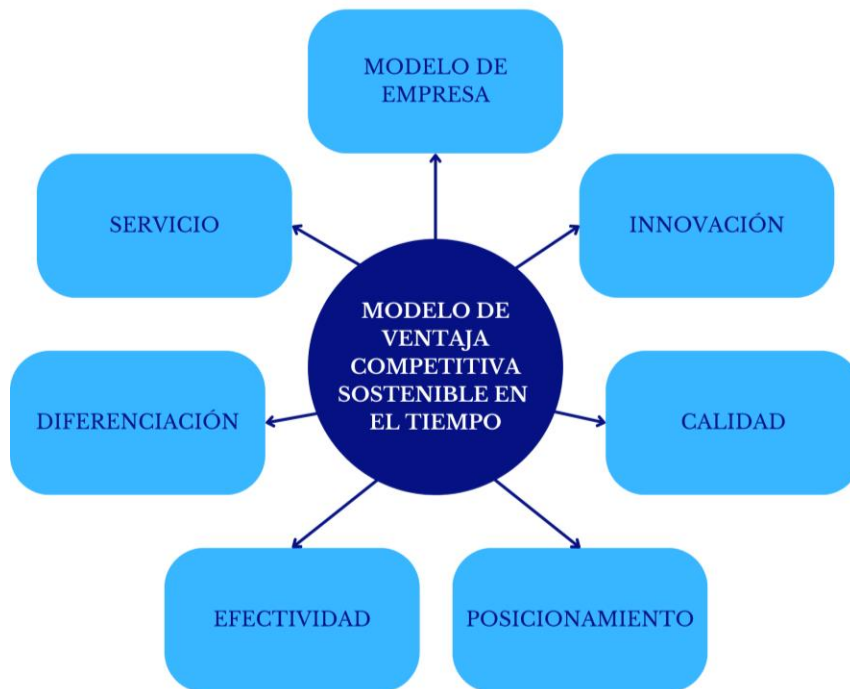 MODELO DE
EMPRESA
SERVICIO
INNOVACIÓN
MODELO DE
VENTAJA
COMPETITIVA
SOSTENIBLE EN
EL TIEMPO
DIFERENCIACIÓN
CALIDAD
EFECTIVIDAD
POSICIONAMIENTO